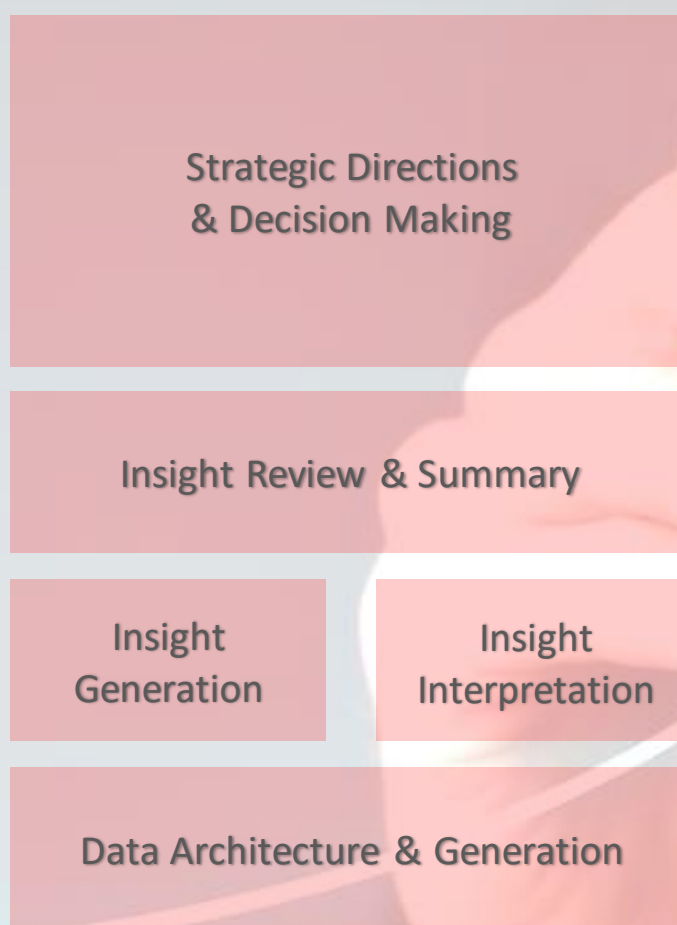 Strategic Directions
& Decision Making
Insight Review & Summary
Insight
Generation
Insight
Interpretation
Data Architecture & Generation